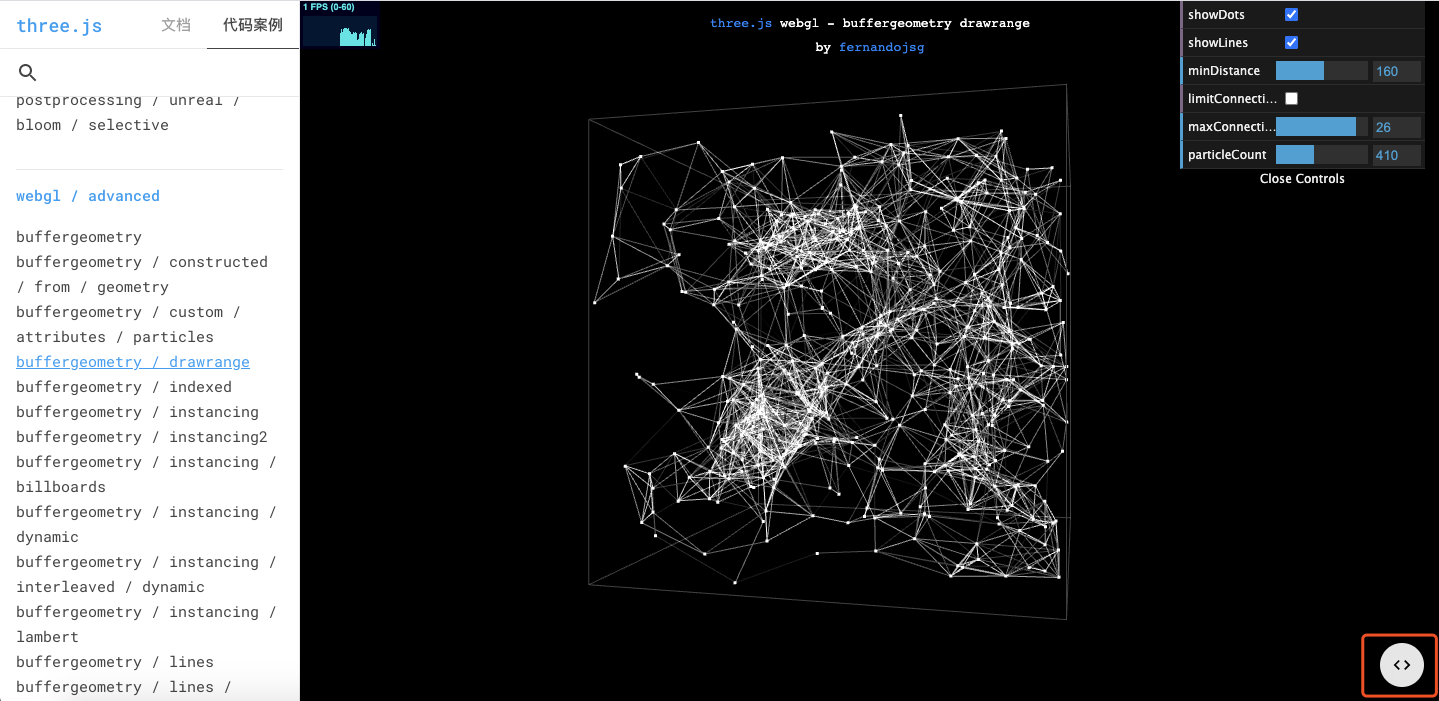 three.js 文档 代码案例
postprocessing / unreal /
bloom / selective
webgl / advanced
buffergeometry
buffergeometry / constructed
/ from / geometry
buffergeometry / custom /
attributes / particles
buffergeometry / drawrange
buffergeometry / indexed
buffergeometry / instancing
buffergeometry / instancing2
buffergeometry / instancing /
billboards
buffergeometry / instancing /
dynamic
buffergeometry / instancing /
interleaved / dynamic
buffergeometry / instancing /
lambert
buffergeometry / lines
buffergeometry / lines /
1 FPS (0-60)
three.js webgl - buffergeometry drawrange
by fernandojsg
showDots
showLines
minDistance 160
limitConnecti...
maxConnecti... 26
particleCount 410
Close Controls
<>